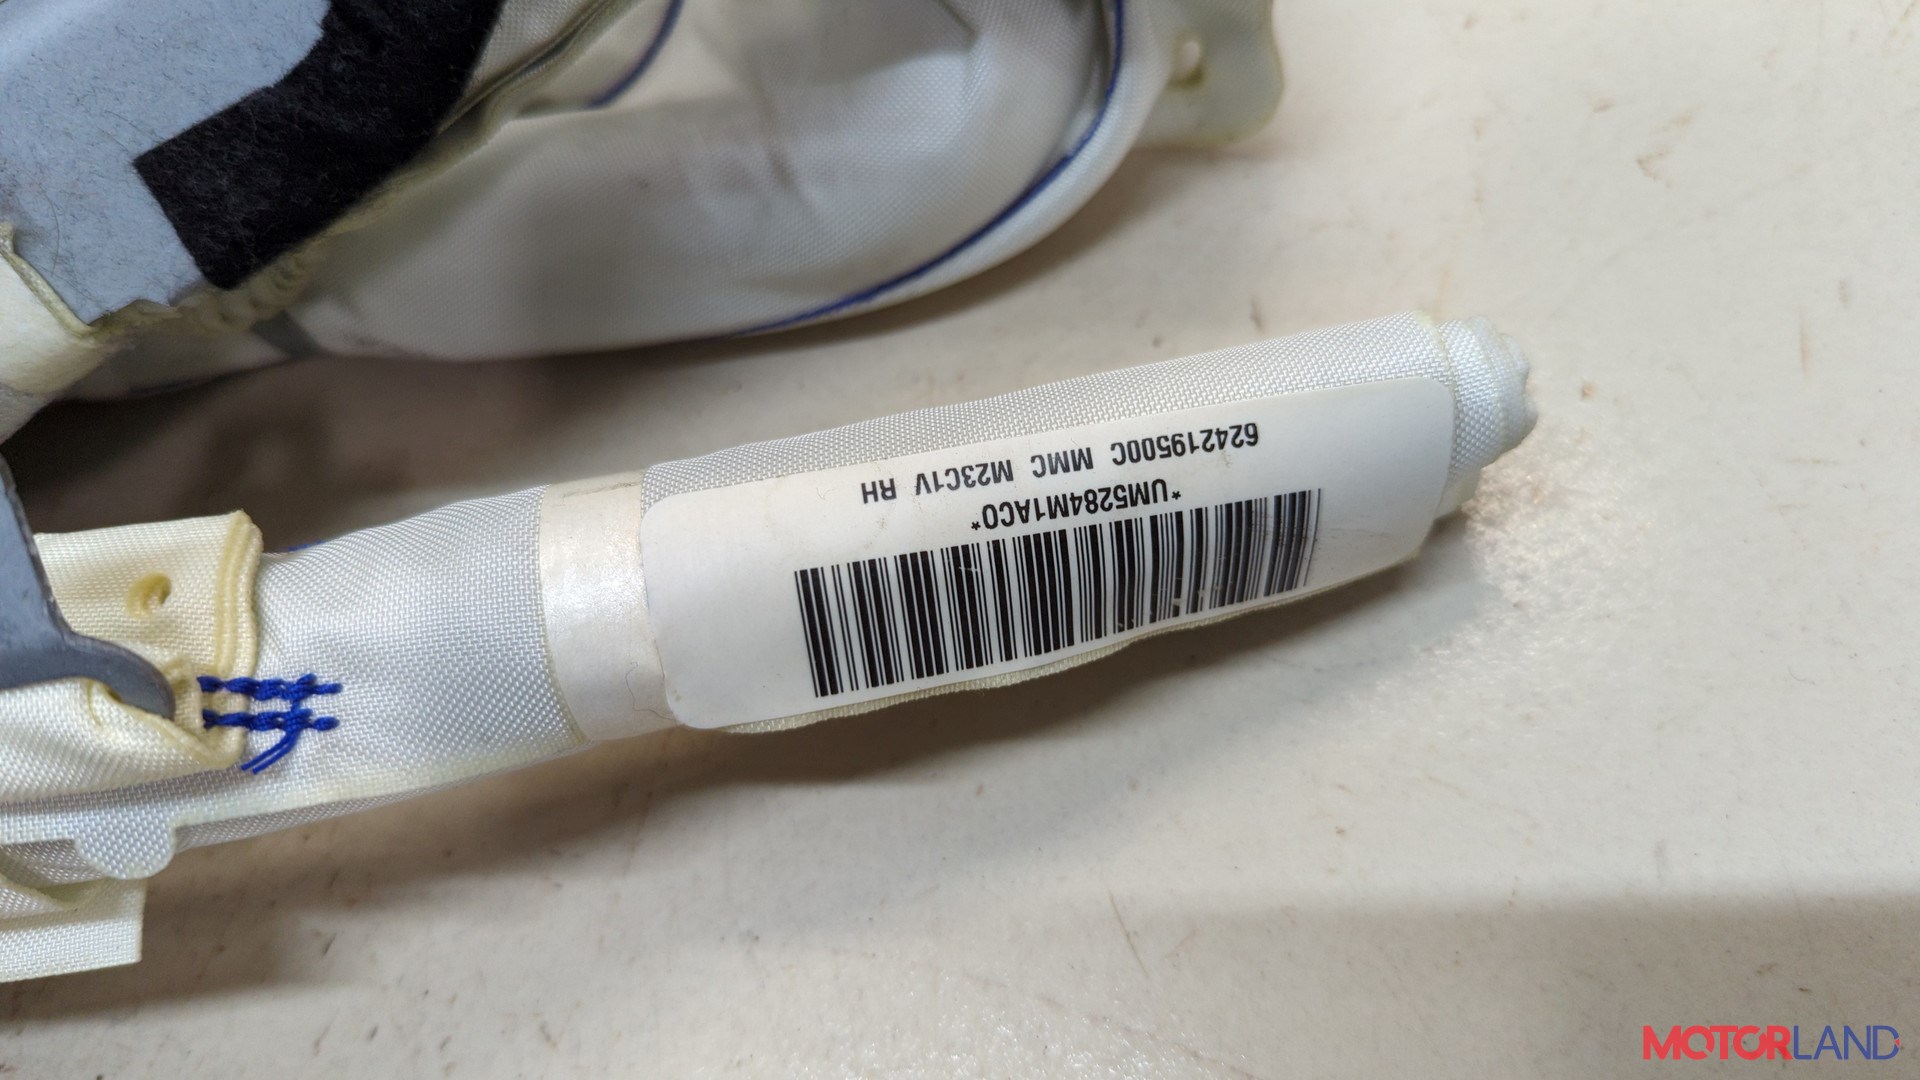 624219500C MMC M23C1V RH
*UM5284M1AC0*
MOTORLAND